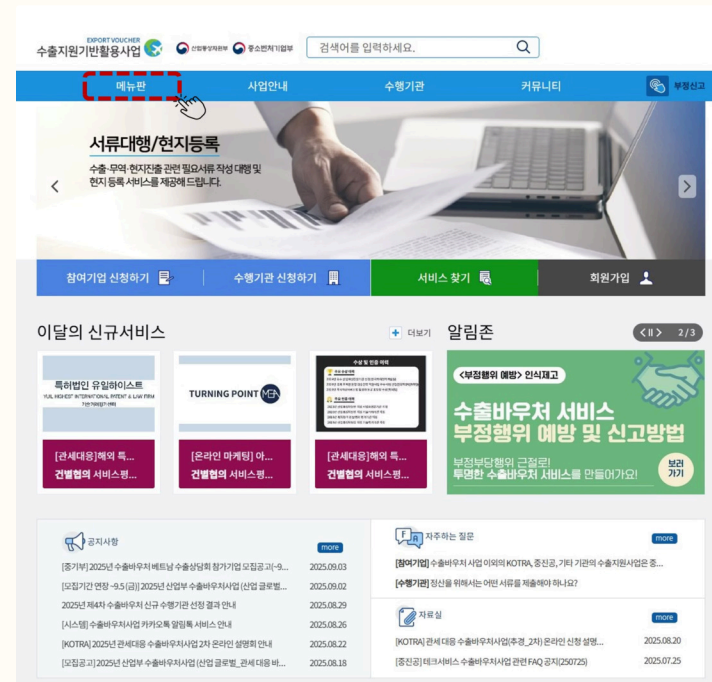 EXPORT VOUCHER
수출지원기반활용사업
산업통상자원부
중소벤처기업부
검색어를 입력하세요.
메뉴판
사업안내
수행기관
커뮤니티
부정신고
서류대행/현지등록
수출·무역·현지진출 관련 필요서류 작성 대행 및
현지 등록 서비스를 제공해 드립니다.
참여기업 신청하기
수행기관 신청하기
서비스 찾기
회원가입
이달의 신규서비스
더보기
알림존
2/3
특허법인 유일하이스트
YUIL HIGHEST INTERNATIONAL PATENT & LAW FIRM
TURNING POINT MEA
수상 및 인증 이력
[관세대응]해외 특...
건별협의 서비스평...
[온라인 마케팅] 아...
건별협의 서비스평...
[관세대응]해외 특...
건별협의 서비스평...
<부정행위 예방> 인식제고
수출바우처 서비스
부정행위 예방 및 신고방법
부정부당행위 근절로!
투명한 수출바우처 서비스를 만들어가요!
보러
가기
공지사항
more
[중기부] 2025년 수출바우처 베트남 수출상담회 참가기업 모집공고(~9... 2025.09.03
[모집기간 연장 ~9.5 (금)] 2025년 산업부 수출바우처사업 (산업 글로벌... 2025.09.02
2025년 제4차 수출바우처 신규 수행기관 선정 결과 안내 2025.08.29
[시스템] 수출바우처사업 카카오톡 알림톡 서비스 안내 2025.08.26
[KOTRA] 2025년 관세대응 수출바우처사업 2차 온라인 설명회 안내 2025.08.22
[모집공고] 2025년 산업부 수출바우처사업 (산업 글로벌_관세 대응 바... 2025.08.18
F
A
자주하는 질문
more
[참여기업] 수출바우처 사업 이외의 KOTRA, 중진공, 기타 기관의 수출지원사업은 중...
[수행기관] 정산을 위해서는 어떤 서류를 제출해야 하나요?
자료실
more
[KOTRA] 관세 대응 수출바우처사업(추경_2차) 온라인 신청 설명... 2025.08.20
[중진공] 테크서비스 수출바우처사업 관련 FAQ 공지(250725) 2025.07.25